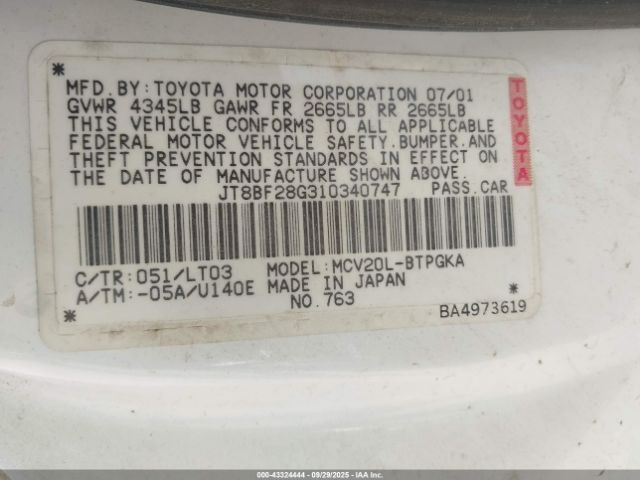 MFD. BY: TOYOTA MOTOR CORPORATION 07/01
GVWR 4345LB GAWR FR 2665LB RR 2665LB
THIS VEHICLE CONFORMS TO ALL APPLICABLE
FEDERAL MOTOR VEHICLE SAFETY, BUMPER, AND
THEFT PREVENTION STANDARDS IN EFFECT ON
THE DATE OF MANUFACTURE SHOWN ABOVE.
JT8BF28G310340747 PASS. CAR
TOYOTA
C/TR: 051/LT03 MODEL: MCV20L-BTPGKA
A/TM: -05A/U140E MADE IN JAPAN
NO. 763
BA4973619
000-43324444 - 09/29/2025 - IAA Inc.